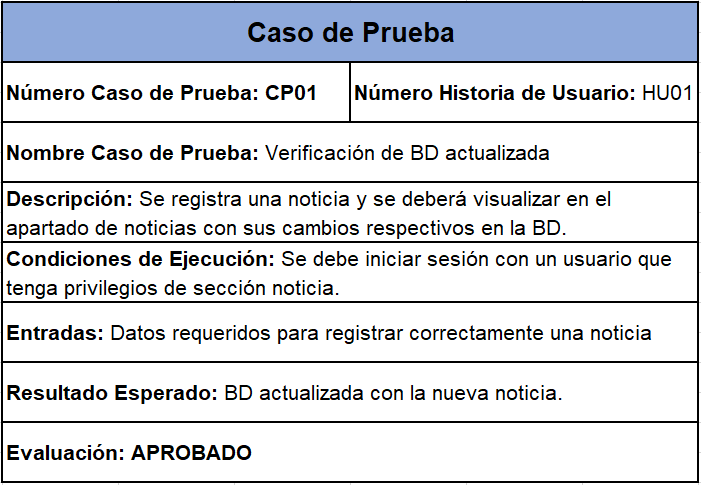 Caso de Prueba
Número Caso de Prueba: CP01
Número Historia de Usuario: HU01
Nombre Caso de Prueba: Verificación de BD actualizada
Descripción: Se registra una noticia y se deberá visualizar en el
apartado de noticias con sus cambios respectivos en la BD.
Condiciones de Ejecución: Se debe iniciar sesión con un usuario que
tenga privilegios de sección noticia.
Entradas: Datos requeridos para registrar correctamente una noticia
Resultado Esperado: BD actualizada con la nueva noticia.
Evaluación: APROBADO